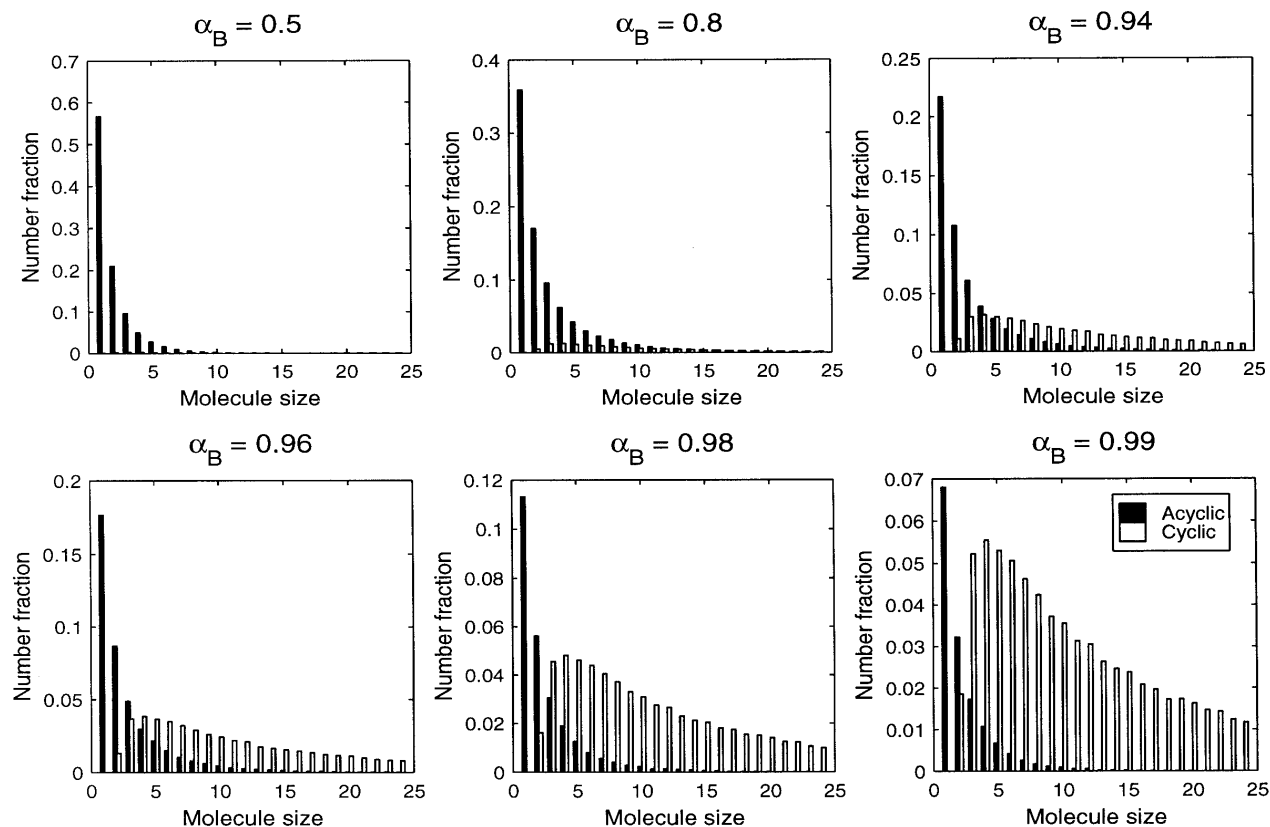 α_B = 0.5
Number fraction
0.7
0.6
0.5
0.4
0.3
0.2
0.1
0
0 5 10 15 20 25
Molecule size
α_B = 0.8
Number fraction
0.4
0.3
0.2
0.1
0
0 5 10 15 20 25
Molecule size
α_B = 0.94
Number fraction
0.25
0.2
0.15
0.1
0.05
0
0 5 10 15 20 25
Molecule size
α_B = 0.96
Number fraction
0.2
0.15
0.1
0.05
0
0 5 10 15 20 25
Molecule size
α_B = 0.98
Number fraction
0.12
0.1
0.08
0.06
0.04
0.02
0
0 5 10 15 20 25
Molecule size
α_B = 0.99
Number fraction
0.07
0.06
0.05
0.04
0.03
0.02
0.01
0
0 5 10 15 20 25
Molecule size
Acyclic
Cyclic